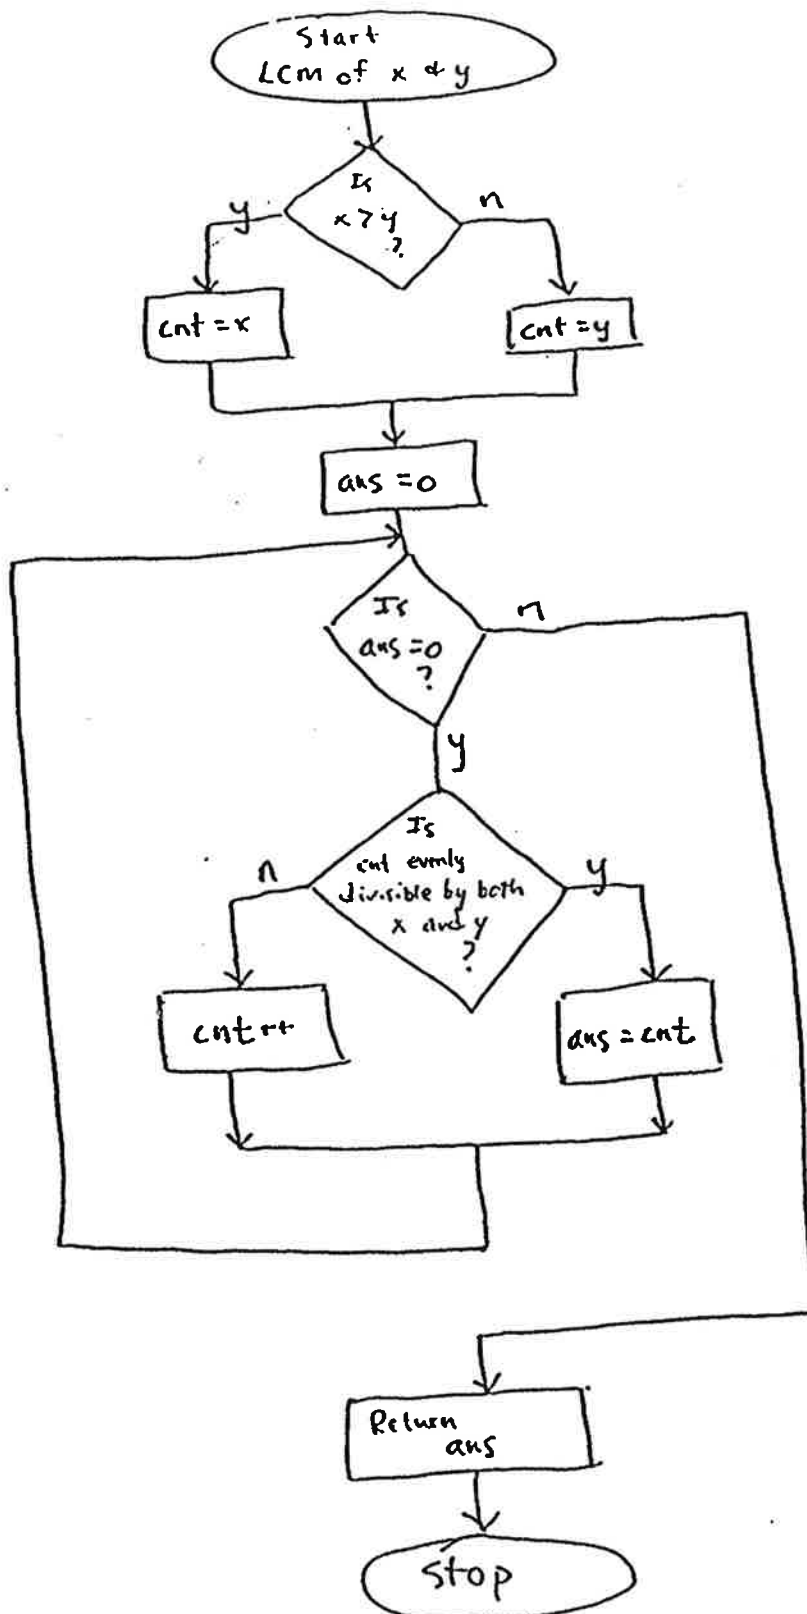 Start
LCM of x & y
Is
x > y
?
y
n
cnt = x
cnt = y
ans = 0
Is
ans = 0
?
n
y
Is
cnt evenly
divisible by both
x and y
?
n
y
cnt++
ans = cnt
Return
ans
Stop